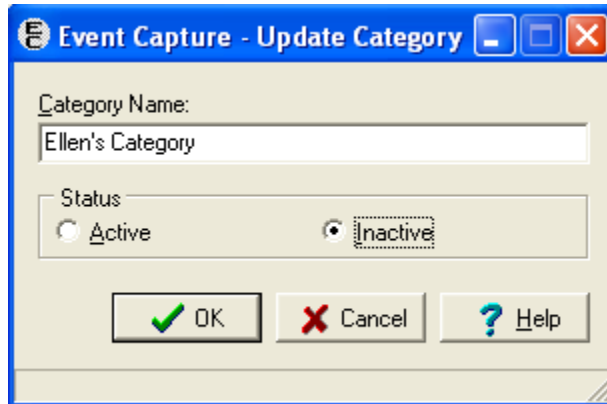 Event Capture - Update Category
Category Name:
Ellen's Category
Status
Active
Inactive
OK
Cancel
Help